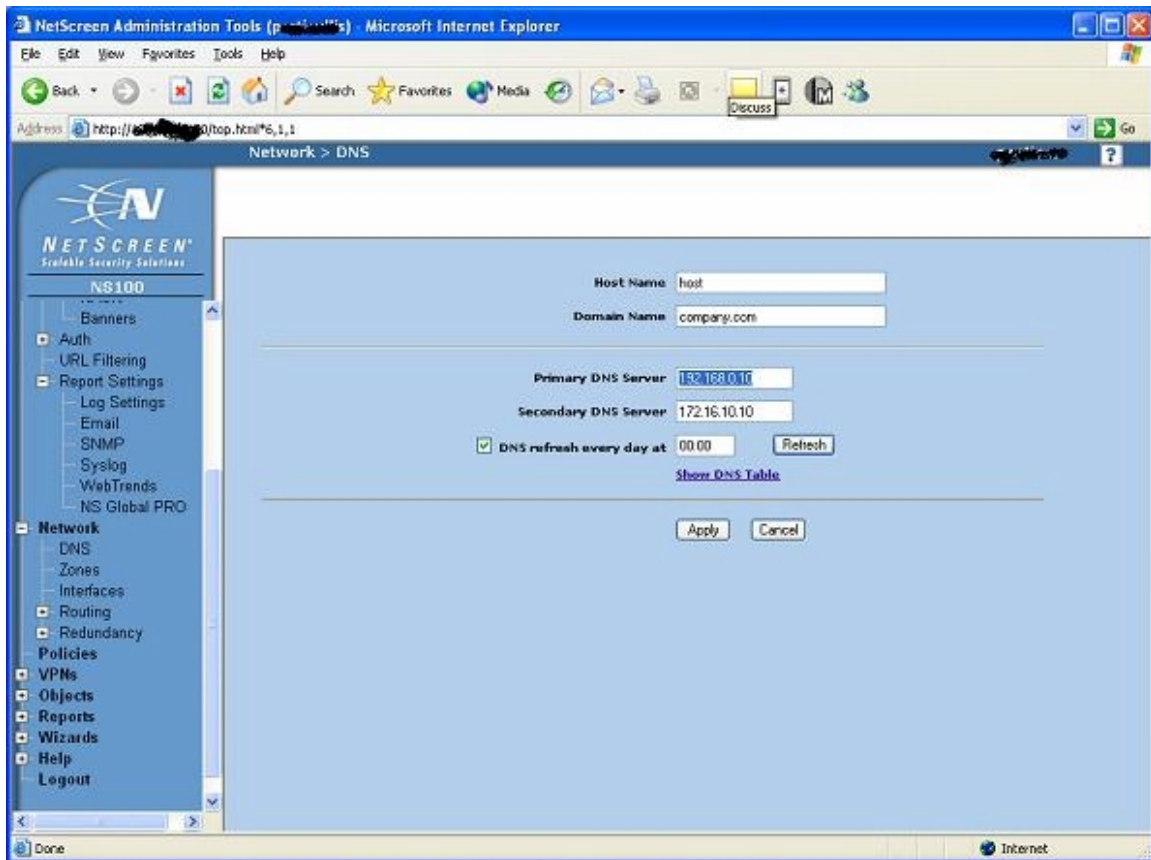 NetScreen Administration Tools (p s) - Microsoft Internet Explorer
File Edit View Favorites Tools Help
Back Search Favorites Media
Discuss
Address http:// 0/top.html*6,1,1 Go
Network > DNS ?
N
NETSCREEN
Scalable Security Solutions
NS100
Banners
Auth
URL Filtering
Report Settings
Log Settings
Email
SNMP
Syslog
WebTrends
NS Global PRO
Network
DNS
Zones
Interfaces
Routing
Redundancy
Policies
VPNs
Objects
Reports
Wizards
Help
Logout
Host Name host
Domain Name company.com
Primary DNS Server 192.168.0.10
Secondary DNS Server 172.16.10.10
DNS refresh every day at 00:00 Refresh
Show DNS Table
Apply Cancel
Done Internet